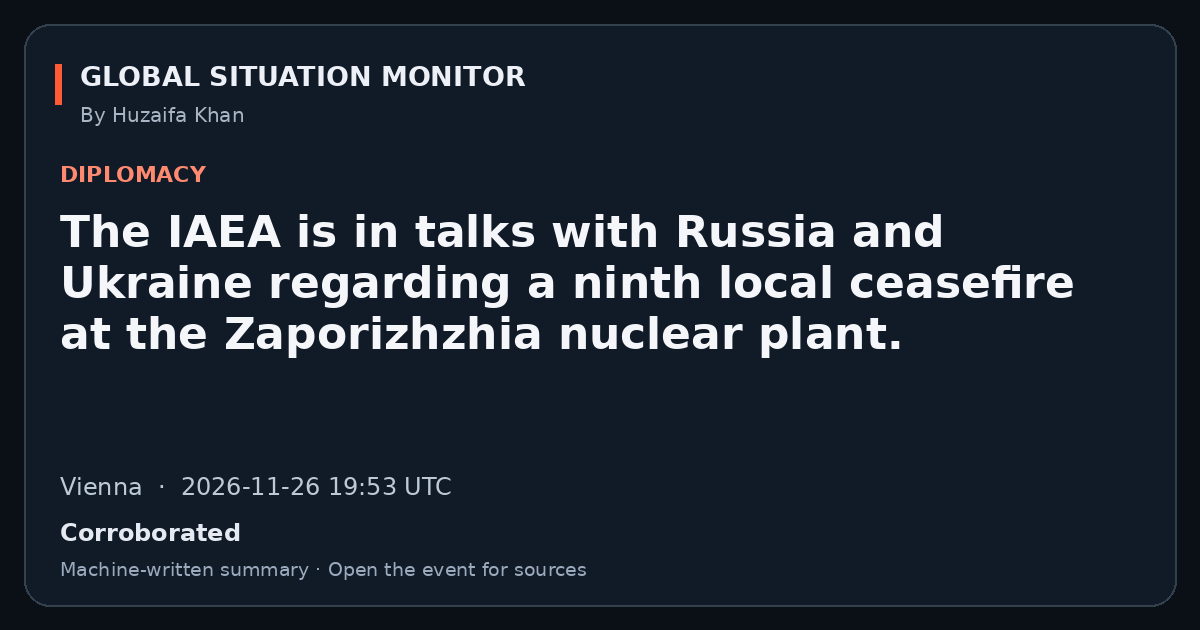 GLOBAL SITUATION MONITOR
By Huzaifa Khan
DIPLOMACY
The IAEA is in talks with Russia and
Ukraine regarding a ninth local ceasefire
at the Zaporizhzhia nuclear plant.
Vienna · 2026-11-26 19:53 UTC
Corroborated
Machine-written summary · Open the event for sources